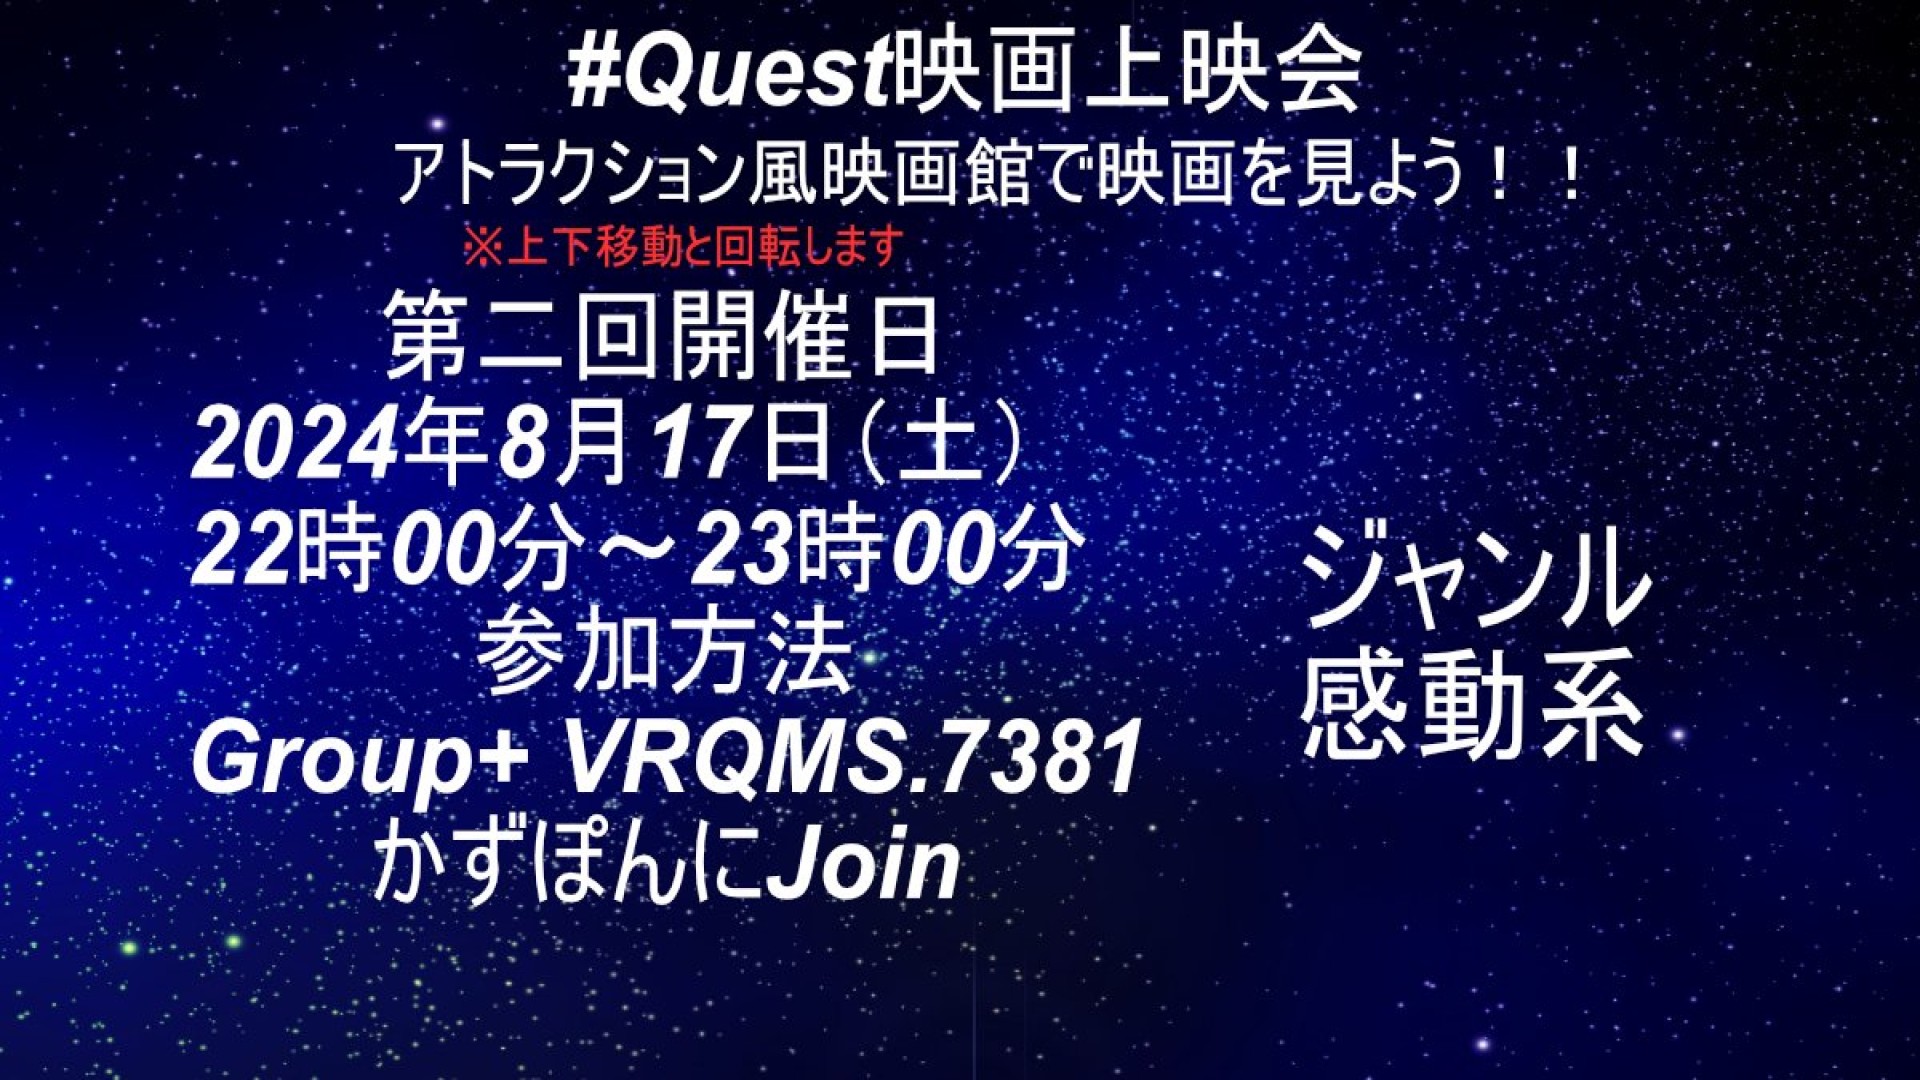 #Quest映画上映会
アトラクション風映画館で映画を見よう！！
※上下移動と回転します
第二回開催日
2024年8月17日（土）
22時00分～23時00分
参加方法
Group+ VRQMS.7381
かずぽんにJoin
ジャンル
感動系